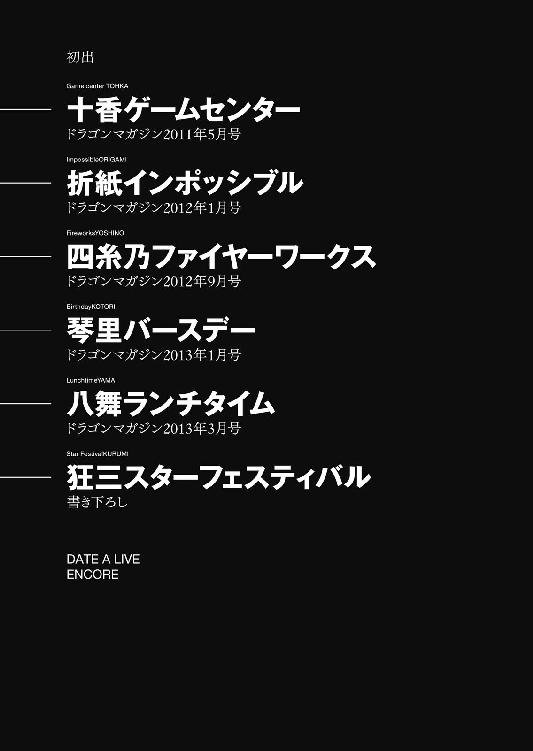 初出
Game center TOHKA
十香ゲームセンター
ドラゴンマガジン2011年5月号
ImpossibleORIGAMI
折紙インポッシブル
ドラゴンマガジン2012年1月号
FireworksYOSHINO
四糸乃ファイヤーワークス
ドラゴンマガジン2012年9月号
BirthdayKOTORI
琴里バースデー
ドラゴンマガジン2013年1月号
LunchtimeYAMAI
八舞ランチタイム
ドラゴンマガジン2013年3月号
Star FestivalKURUMI
狂三スターフェスティバル
書き下ろし
DATE A LIVE
ENCORE